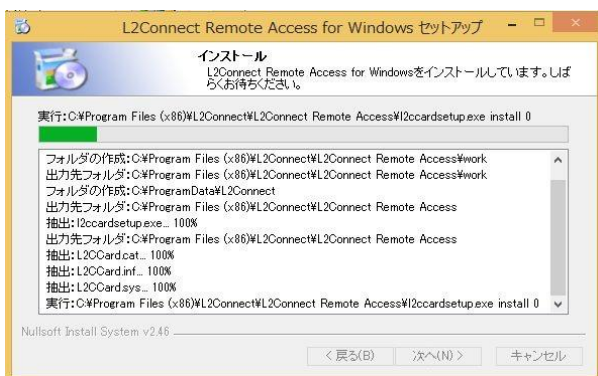 L2Connect Remote Access for Windows セットアップ
インストール
L2Connect Remote Access for Windowsをインストールしています。しば
らくお待ちください。
実行:C:¥Program Files (x86)¥L2Connect¥L2Connect Remote Access¥l2ccardsetup.exe install 0
フォルダの作成:C:¥Program Files (x86)¥L2Connect¥L2Connect Remote Access¥work
出力先フォルダ:C:¥Program Files (x86)¥L2Connect¥L2Connect Remote Access¥work
フォルダの作成:C:¥ProgramData¥L2Connect
出力先フォルダ:C:¥Program Files (x86)¥L2Connect¥L2Connect Remote Access
抽出:l2ccardsetup.exe... 100%
出力先フォルダ:C:¥Program Files (x86)¥L2Connect¥L2Connect Remote Access
抽出:L2CCard.cat... 100%
抽出:L2CCard.inf... 100%
抽出:L2CCard.sys... 100%
実行:C:¥Program Files (x86)¥L2Connect¥L2Connect Remote Access¥l2ccardsetup.exe install 0
Nullsoft Install System v2.46
< 戻る(B) 次へ(N) > キャンセル